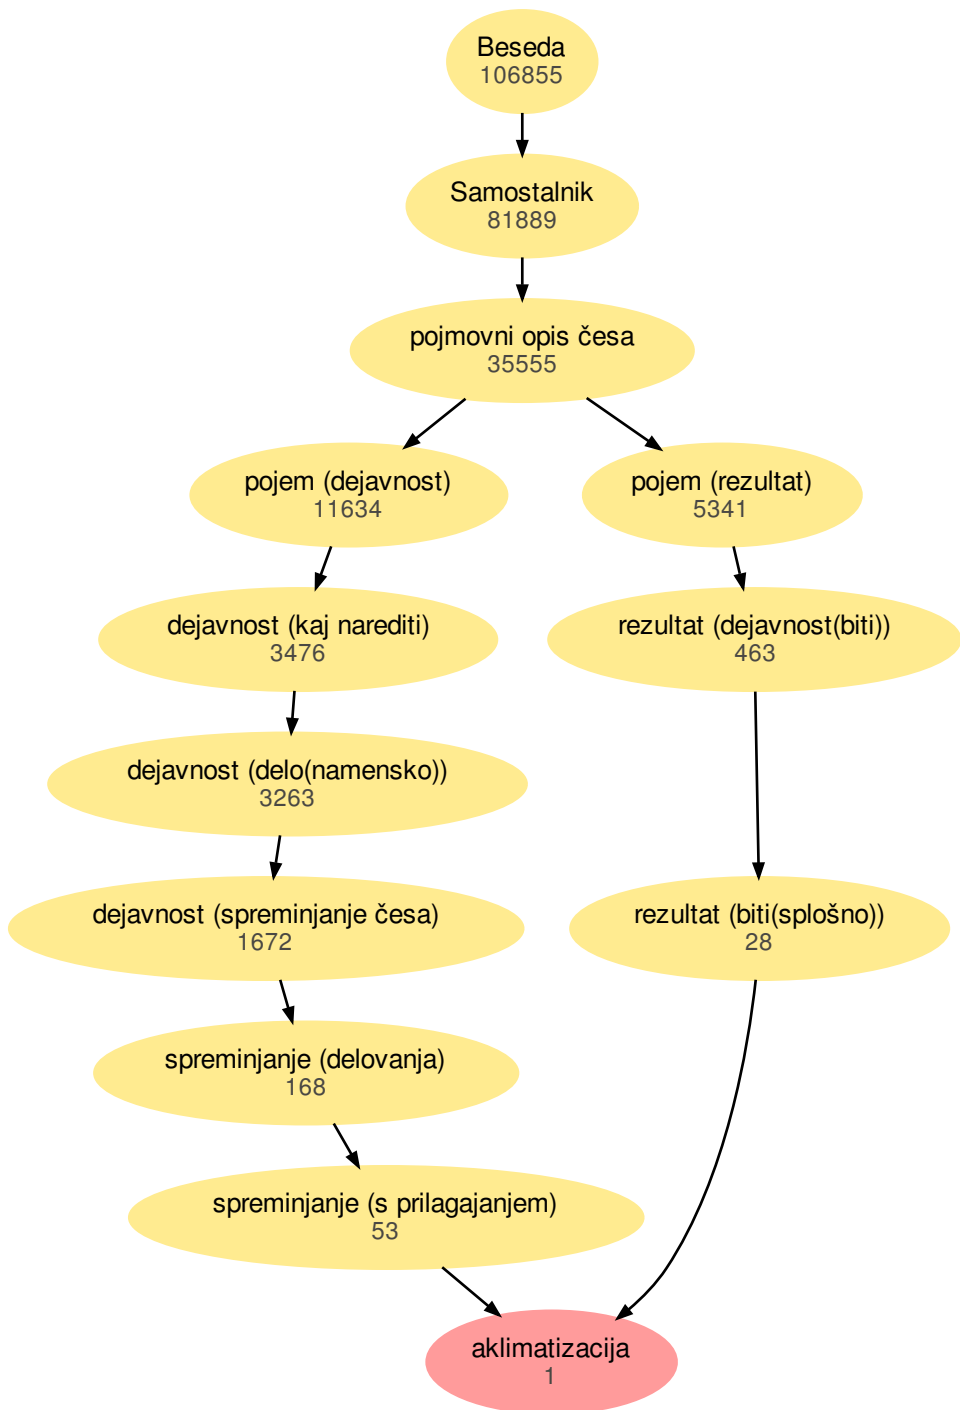 Beseda
106855
Samostalnik
81889
pojmovni opis česa
35555
pojem (dejavnost)
11634
pojem (rezultat)
5341
dejavnost (kaj narediti)
3476
rezultat (dejavnost(biti))
463
dejavnost (delo(namensko))
3263
dejavnost (spreminjanje česa)
1672
rezultat (biti(splošno))
28
spreminjanje (delovanja)
168
spreminjanje (s prilagajanjem)
53
aklimatizacija
1